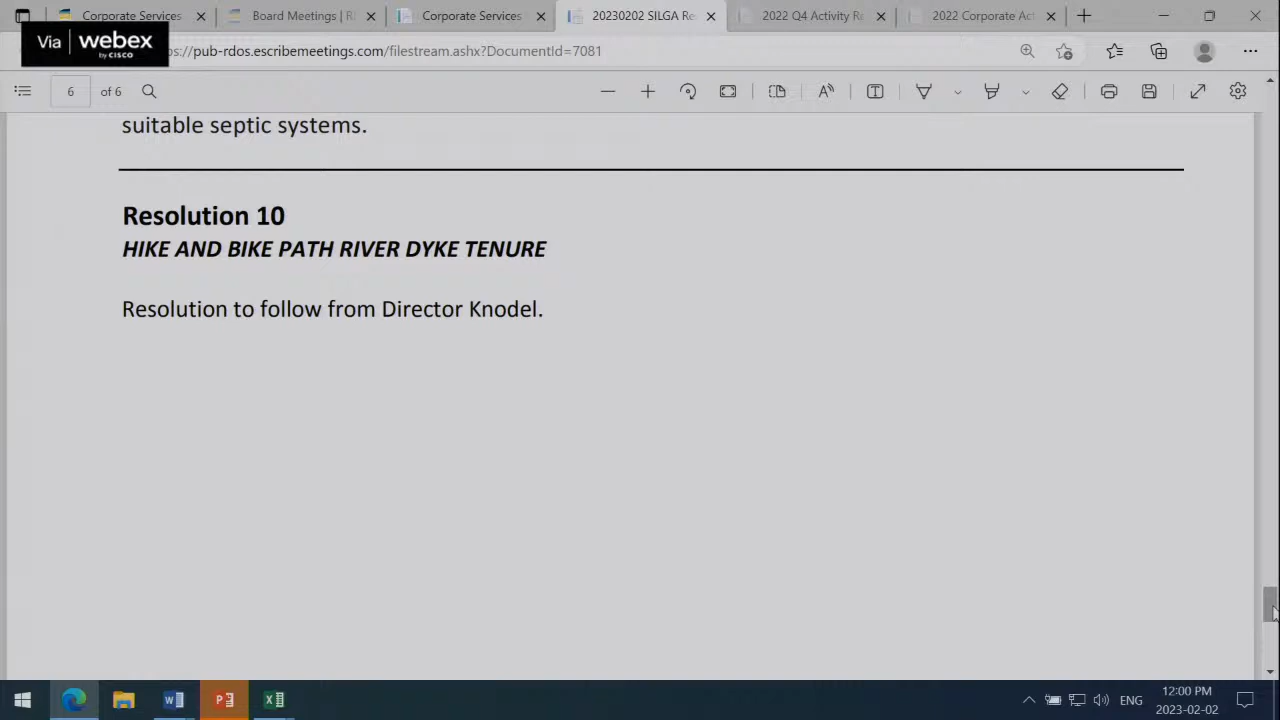 Corporate Services
Board Meetings | R
Corporate Services
20230202 SILGA Re
2022 Q4 Activity Re
2022 Corporate Act
Via webex
by CISCO
s://pub-rdos.escribemeetings.com/filestream.ashx?DocumentId=7081
6 of 6
suitable septic systems.
Resolution 10
HIKE AND BIKE PATH RIVER DYKE TENURE
Resolution to follow from Director Knodel.
ENG
12:00 PM
2023-02-02